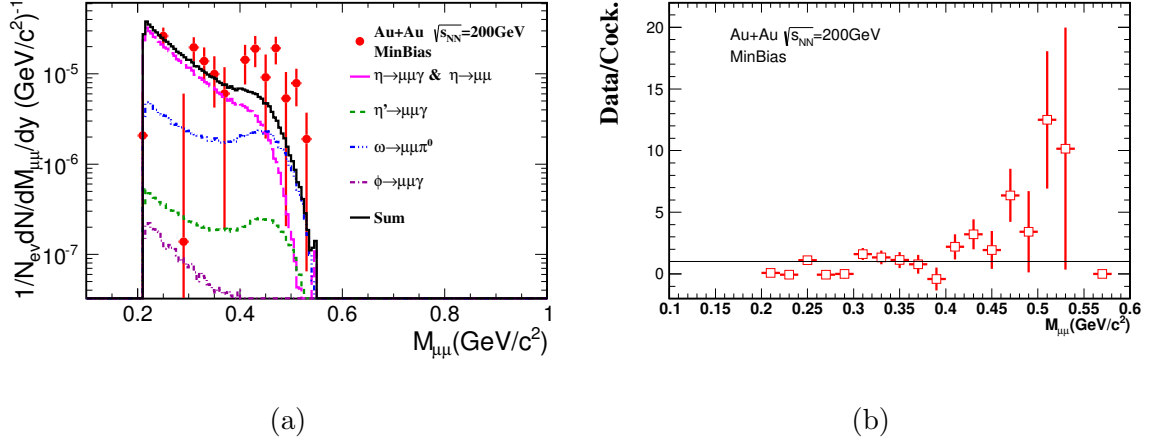 1/N_ev dN/dM_μμ/dy (GeV/c²)⁻¹
10⁻⁵
10⁻⁶
10⁻⁷
Au+Au √s_NN=200GeV
MinBias
η→μμγ & η→μμ
η'→μμγ
ω→μμπ⁰
ϕ→μμγ
Sum
0.2 0.4 0.6 0.8 1
M_μμ(GeV/c²)
(a)
Data/Cock.
20
15
10
5
0
Au+Au √s_NN=200GeV
MinBias
0.1 0.15 0.2 0.25 0.3 0.35 0.4 0.45 0.5 0.55 0.6
M_μμ(GeV/c²)
(b)